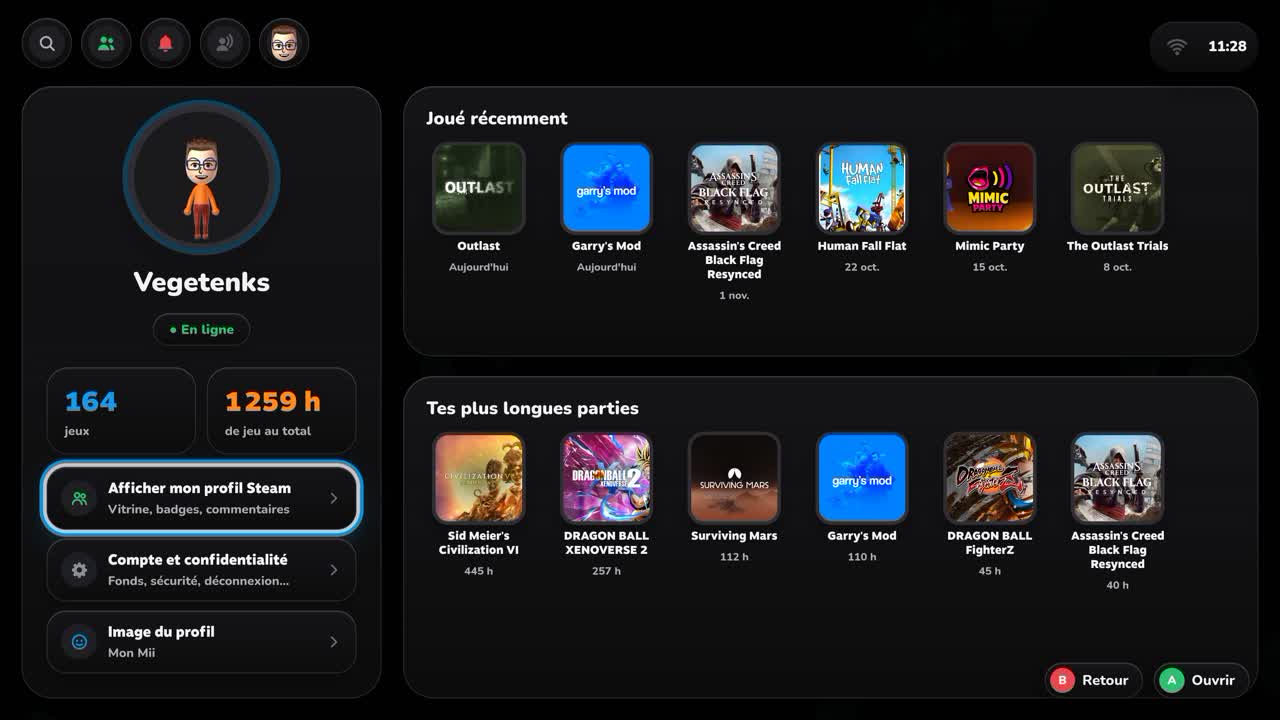 11:28
Vegetenks
En ligne
164
jeux
1 259 h
de jeu au total
Afficher mon profil Steam
Vitrine, badges, commentaires
Compte et confidentialité
Fonds, sécurité, déconnexion...
Image du profil
Mon Mii
Joué récemment
OUTLAST
Outlast
Aujourd'hui
garry's mod
Garry's Mod
Aujourd'hui
ASSASSIN'S
CREED
BLACK FLAG
RESYNCED
Assassin's Creed
Black Flag
Resynced
1 nov.
HUMAN
fall flat
Human Fall Flat
22 oct.
MIMIC
PARTY
Mimic Party
15 oct.
THE
OUTLAST
TRIALS
The Outlast Trials
8 oct.
Tes plus longues parties
CIVILIZATION VI
Sid Meier's
Civilization VI
445 h
DRAGONBALL
XENOVERSE 2
DRAGON BALL
XENOVERSE 2
257 h
SURVIVING MARS
Surviving Mars
112 h
garry's mod
Garry's Mod
110 h
DRAGONBALL
FighterZ
DRAGON BALL
FighterZ
45 h
ASSASSIN'S
CREED
BLACK FLAG
RESYNCED
Assassin's Creed
Black Flag
Resynced
40 h
B Retour
A Ouvrir